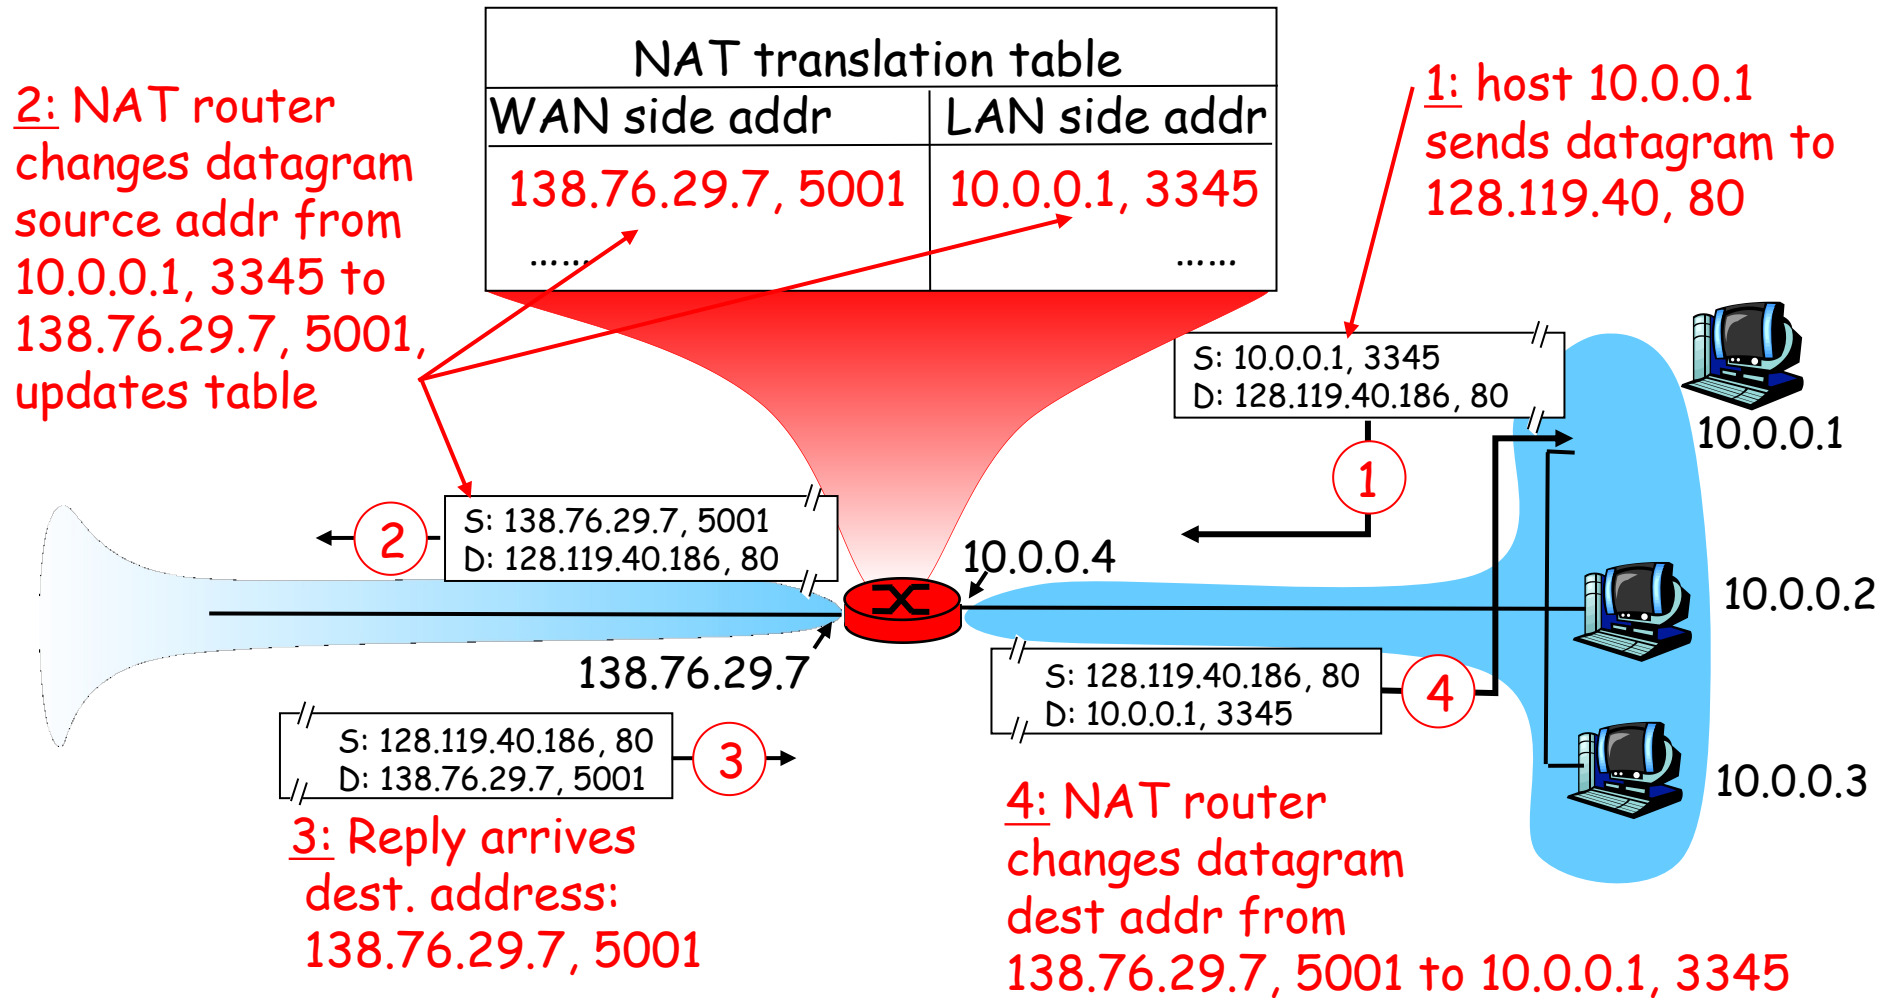 NAT translation table
WAN side addr
LAN side addr
138.76.29.7, 5001
10.0.0.1, 3345
......
......
2: NAT router
changes datagram
source addr from
10.0.0.1, 3345 to
138.76.29.7, 5001,
updates table
1: host 10.0.0.1
sends datagram to
128.119.40, 80
S: 10.0.0.1, 3345
D: 128.119.40.186, 80
1
10.0.0.1
2
S: 138.76.29.7, 5001
D: 128.119.40.186, 80
10.0.0.4
10.0.0.2
138.76.29.7
S: 128.119.40.186, 80
D: 10.0.0.1, 3345
4
S: 128.119.40.186, 80
D: 138.76.29.7, 5001
3
10.0.0.3
3: Reply arrives
dest. address:
138.76.29.7, 5001
4: NAT router
changes datagram
dest addr from
138.76.29.7, 5001 to 10.0.0.1, 3345